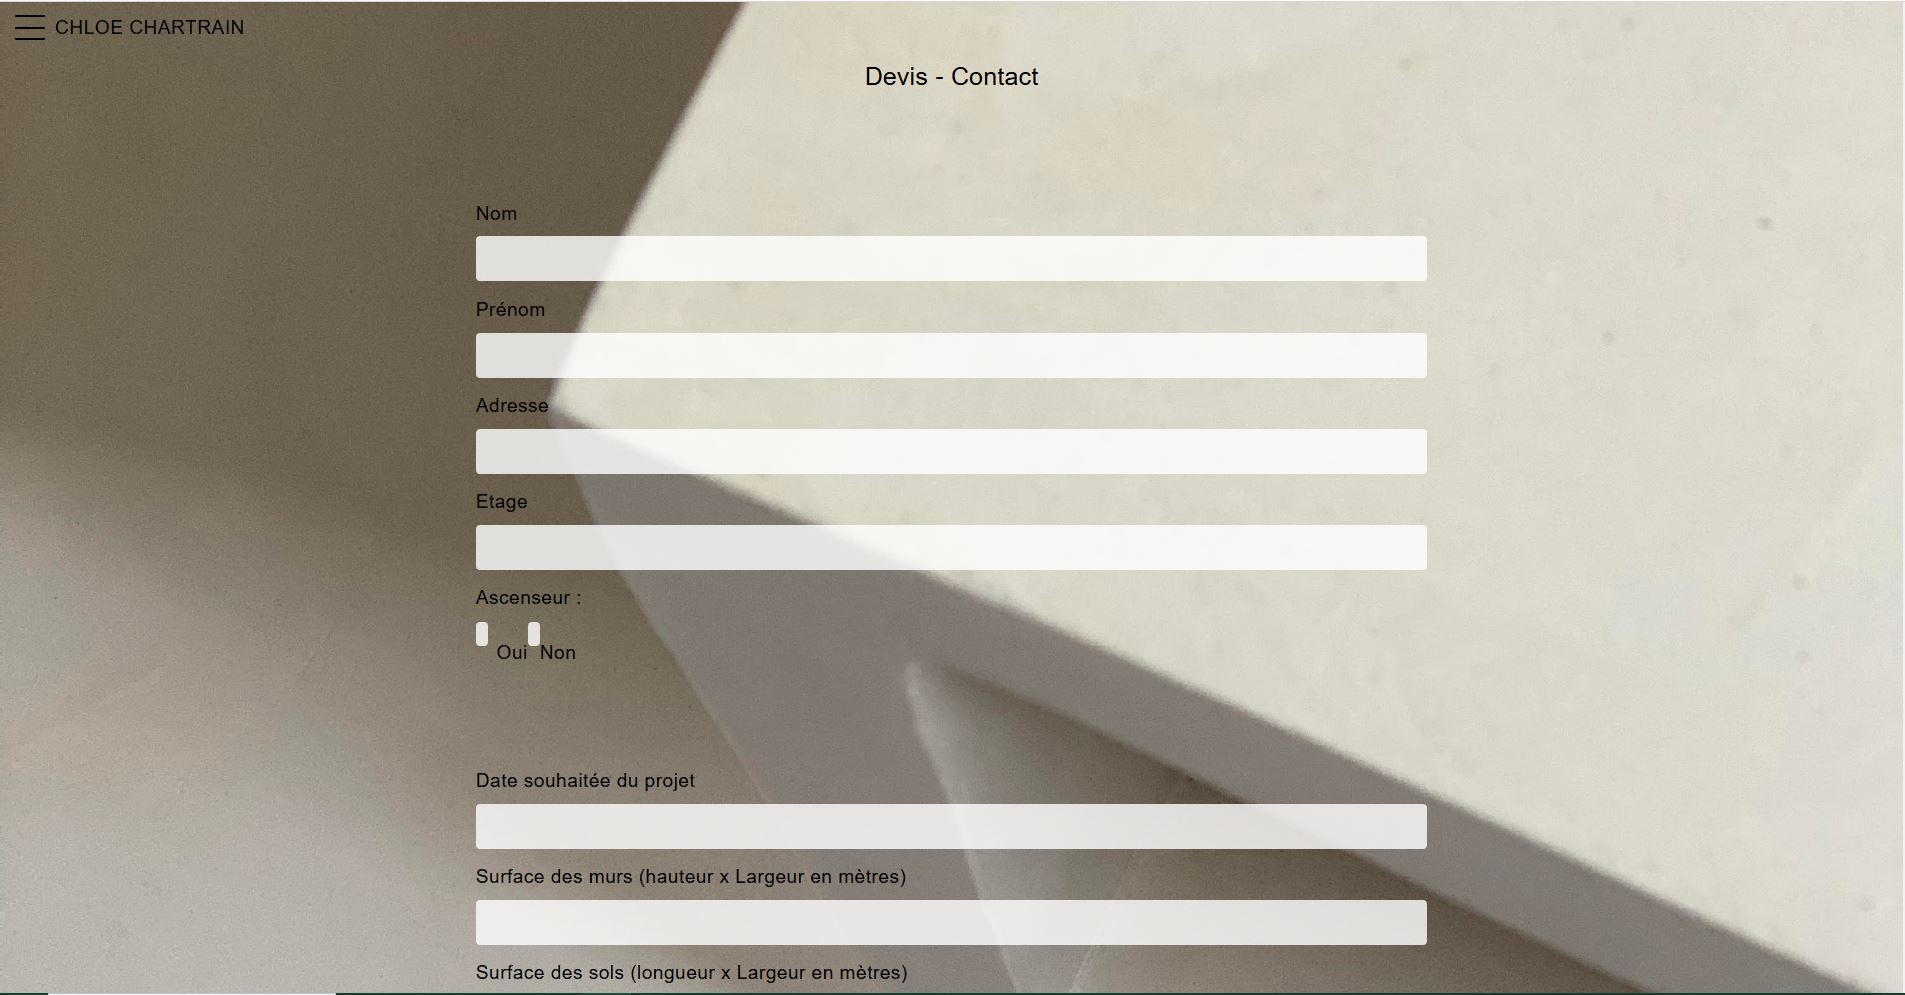 CHLOE CHARTRAIN
Devis - Contact
Nom
Prénom
Adresse
Etage
Ascenseur :
Oui Non
Date souhaitée du projet
Surface des murs (hauteur x Largeur en mètres)
Surface des sols (longueur x Largeur en mètres)